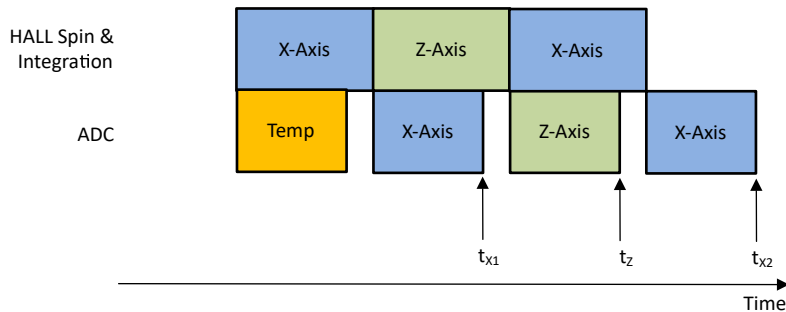 HALL Spin &
Integration
X-Axis
Z-Axis
X-Axis
ADC
Temp
X-Axis
Z-Axis
X-Axis
tX1
tZ
tX2
Time